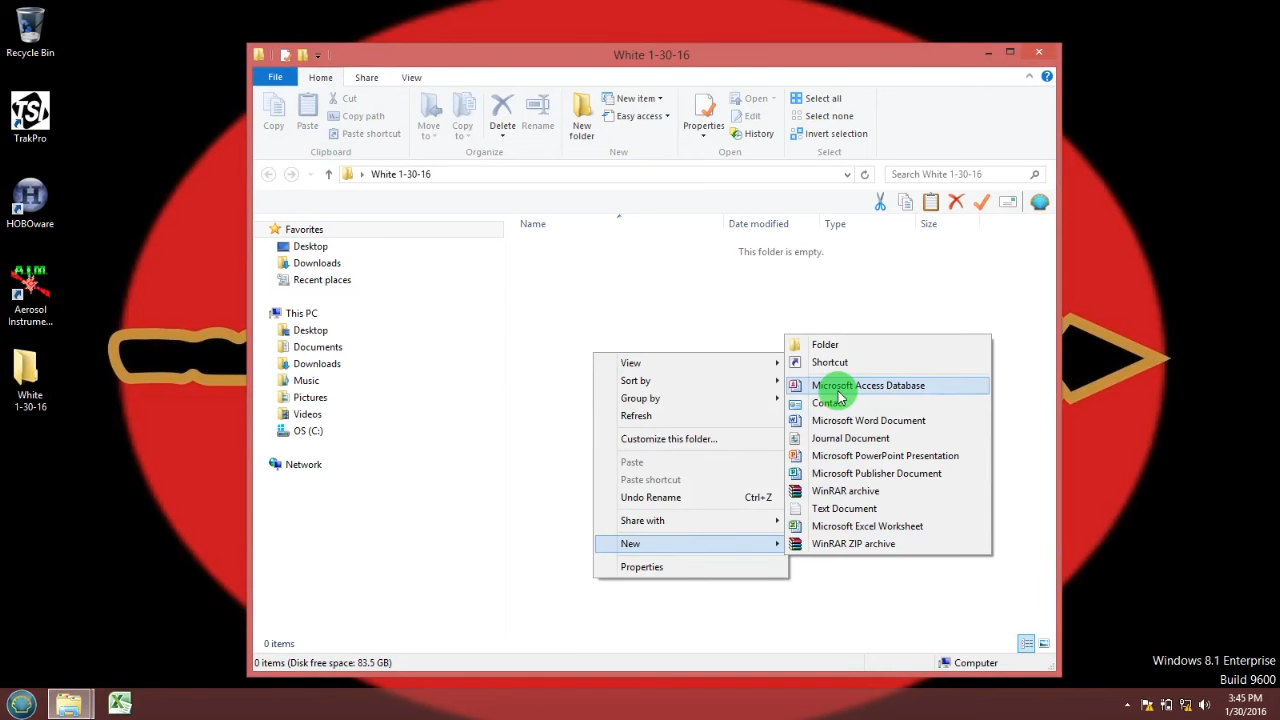 Recycle Bin
TSI
TrakPro
HOBOware
A.I.M.
Aerosol
Instrume...
White
1-30-16
White 1-30-16
File
Home
Share
View
Copy
Paste
Cut
Copy path
Paste shortcut
Clipboard
Move
to
Copy
to
Delete
Rename
Organize
New
folder
New item
Easy access
New
Properties
Open
Edit
History
Open
Select all
Select none
Invert selection
Select
White 1-30-16
Search White 1-30-16
Name
Date modified
Type
Size
This folder is empty.
Favorites
Desktop
Downloads
Recent places
This PC
Desktop
Documents
Downloads
Music
Pictures
Videos
OS (C:)
Network
View
Sort by
Group by
Refresh
Customize this folder...
Paste
Paste shortcut
Undo Rename Ctrl+Z
Share with
New
Properties
Folder
Shortcut
Microsoft Access Database
Contact
Microsoft Word Document
Journal Document
Microsoft PowerPoint Presentation
Microsoft Publisher Document
WinRAR archive
Text Document
Microsoft Excel Worksheet
WinRAR ZIP archive
0 items
0 items (Disk free space: 83.5 GB)
Computer
Windows 8.1 Enterprise
Build 9600
3:45 PM
1/30/2016